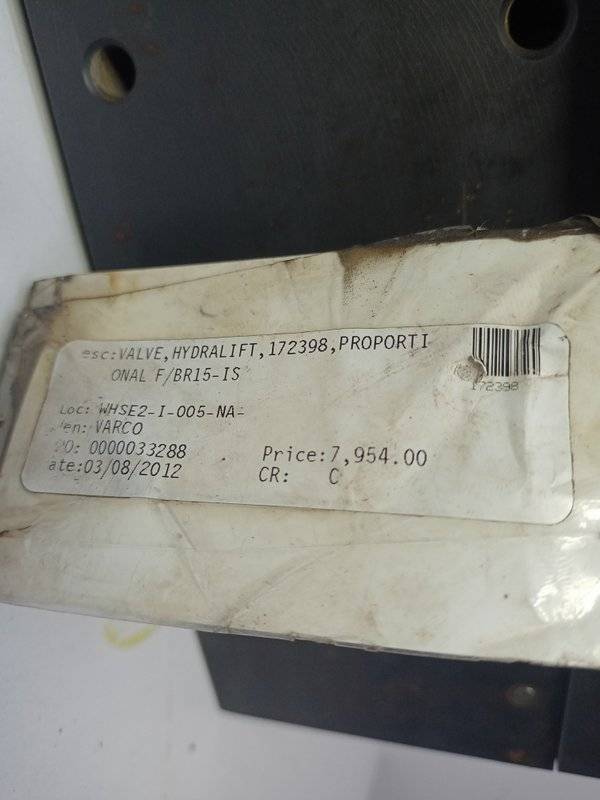 esc:VALVE,HYDRALIFT,172398,PROPORTI
ONAL F/BR15-IS
172398
Loc: WHSE2-I-005-NA-
en: VARCO
PO: 0000033288
Price:7,954.00
ate:03/08/2012
CR: C